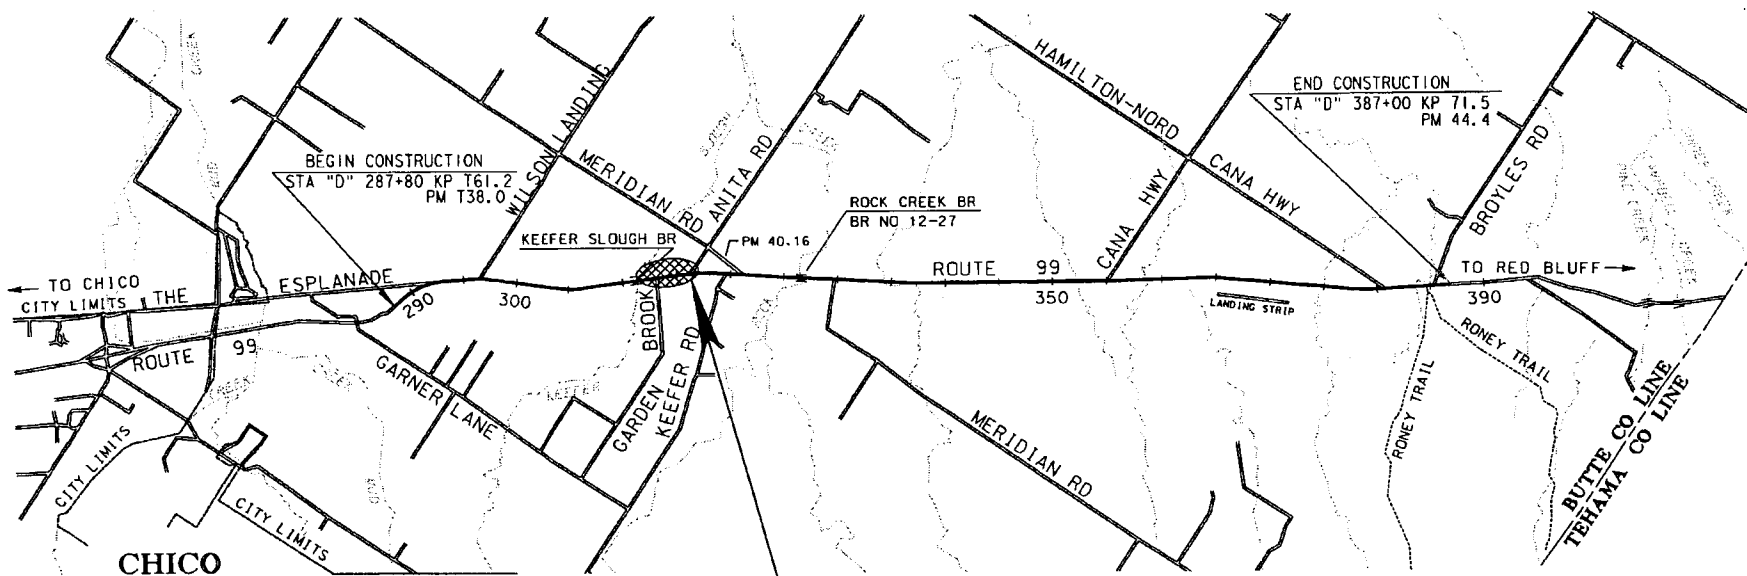 HAMILTON-NORD
CANA HWY
END CONSTRUCTION
STA "D" 387+00 KP 71.5
PM 44.4
BROYLES RD
WILSON LANDING
BEGIN CONSTRUCTION
STA "D" 287+80 KP T61.2
PM T38.0
MERIDIAN RD
ANITA RD
ROCK CREEK BR
BR NO 12-27
CANA HWY
KEEFER SLOUGH BR
PM 40.16
← TO CHICO
CITY LIMITS
THE ESPLANADE
290
300
ROUTE 99
350
LANDING STRIP
TO RED BLUFF →
390
ROUTE 99
GARNER LANE
GARDEN BROOK
KEEFER RD
KEEFER
CREEK
MERIDIAN RD
RONEY TRAIL
RONEY TRAIL
BUTTE CO LINE
TEHAMA CO LINE
CITY LIMITS
CITY LIMITS
CHICO